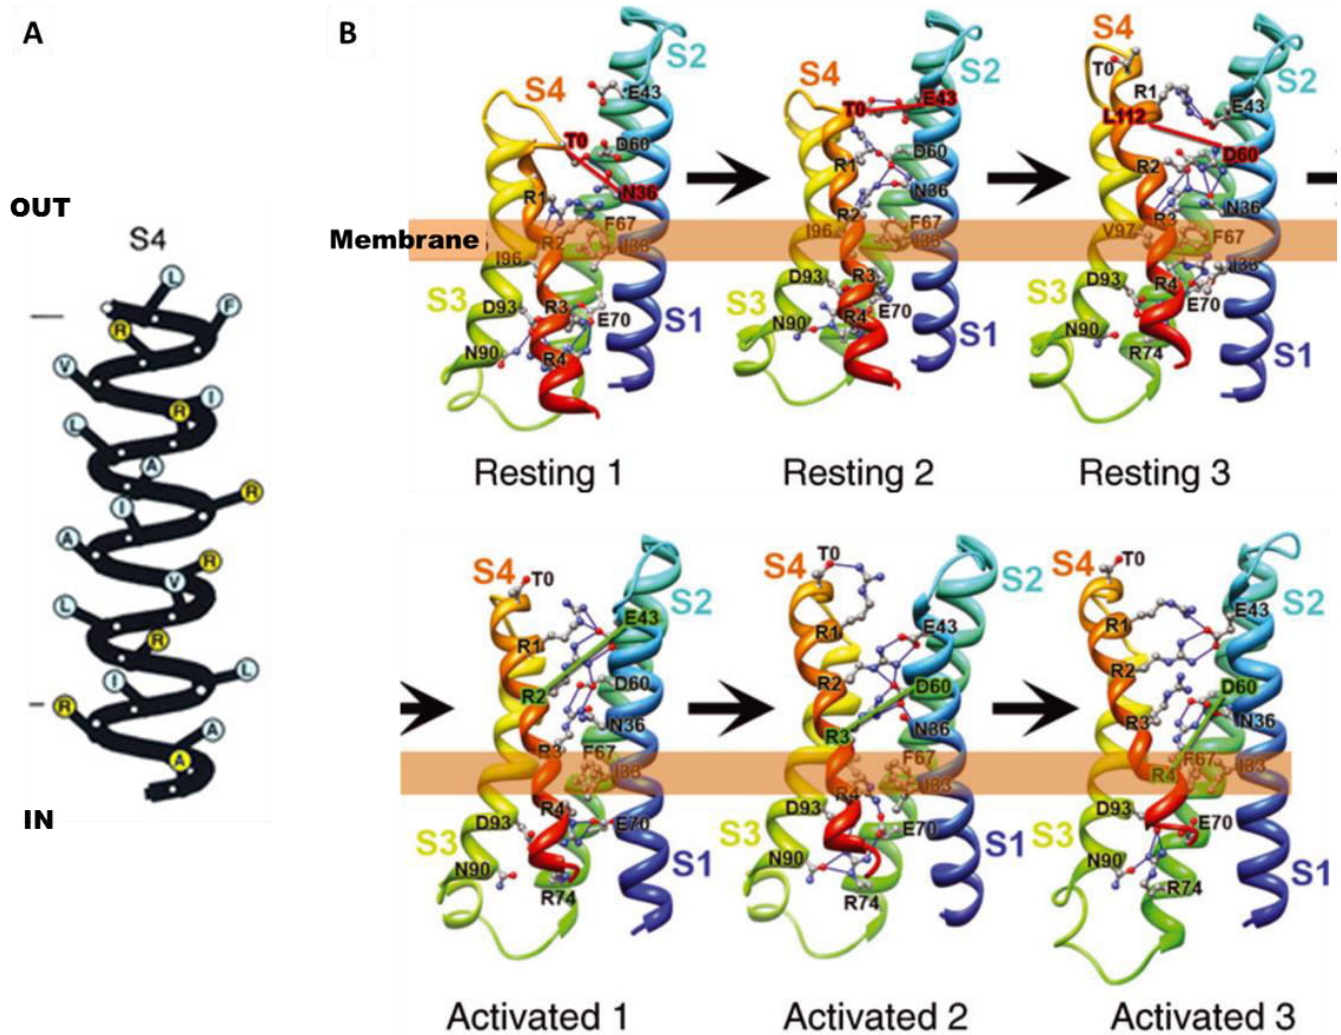 A
B
OUT
S4
L
F
R
V
I
R
L
A
R
I
A
R
V
L
R
I
L
R
A
A
IN
Membrane
S2
S4
E43
T0
D60
N36
R1
F67
R2
I33
I96
D93
R3
E70
S3
S1
N90
R4
Resting 1
S2
S4
T0
E43
D60
R1
N36
R2
F67
I96
I33
D93
R3
E70
S3
R4
N90
S1
Resting 2
S4
S2
T0
R1
E43
L112
D60
R2
N36
R3
V97
F67
I33
D93
R4
E70
S3
N90
R74
S1
Resting 3
S4
T0
S2
E43
R1
D60
R2
N36
R3
F67
I33
R4
D93
E70
S3
S1
N90
R74
Activated 1
T0
S4
S2
R1
E43
R2
D60
R3
N36
F67
R4
I33
D93
E70
S3
S1
N90
R74
Activated 2
S4
T0
S2
E43
R1
R2
D60
R3
N36
F67
R4
I33
D93
E70
S3
N90
S1
R74
Activated 3